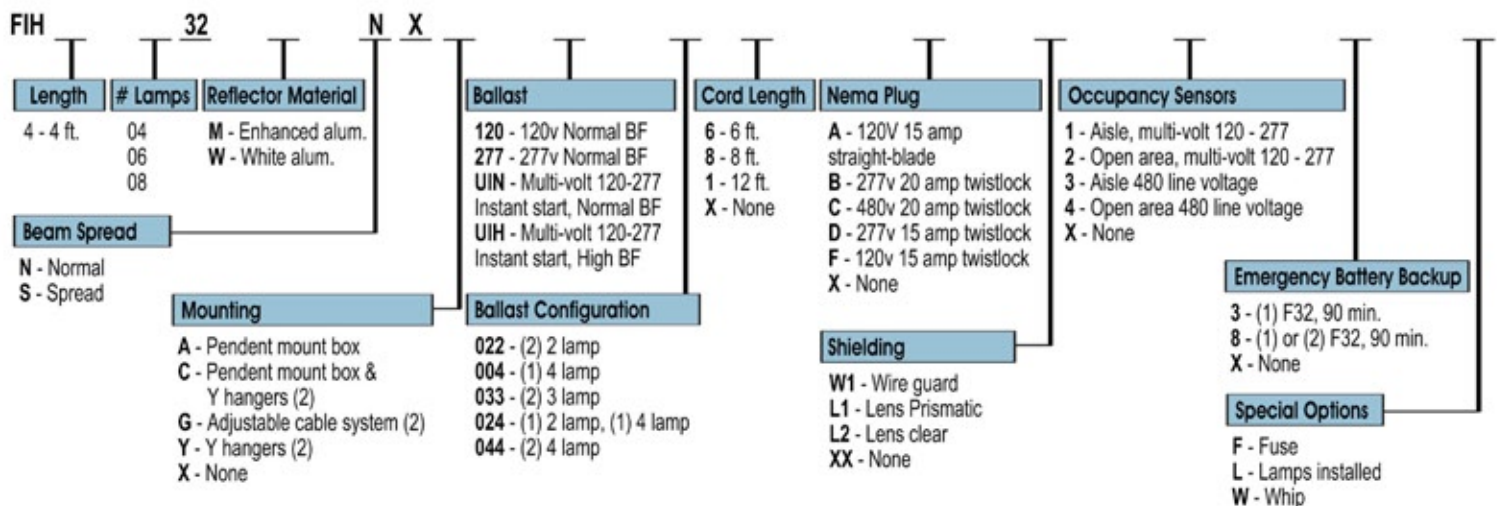 FIH 32 N X
Length
4 - 4 ft.
# Lamps
04
06
08
Reflector Material
M - Enhanced alum.
W - White alum.
Beam Spread
N - Normal
S - Spread
Mounting
A - Pendent mount box
C - Pendent mount box &
Y hangers (2)
G - Adjustable cable system (2)
Y - Y hangers (2)
X - None
Ballast
120 - 120v Normal BF
277 - 277v Normal BF
UIN - Multi-volt 120-277
Instant start, Normal BF
UIH - Multi-volt 120-277
Instant start, High BF
Ballast Configuration
022 - (2) 2 lamp
004 - (1) 4 lamp
033 - (2) 3 lamp
024 - (1) 2 lamp, (1) 4 lamp
044 - (2) 4 lamp
Cord Length
6 - 6 ft.
8 - 8 ft.
1 - 12 ft.
X - None
Nema Plug
A - 120V 15 amp
straight-blade
B - 277v 20 amp twistlock
C - 480v 20 amp twistlock
D - 277v 15 amp twistlock
F - 120v 15 amp twistlock
X - None
Shielding
W1 - Wire guard
L1 - Lens Prismatic
L2 - Lens clear
XX - None
Occupancy Sensors
1 - Aisle, multi-volt 120 - 277
2 - Open area, multi-volt 120 - 277
3 - Aisle 480 line voltage
4 - Open area 480 line voltage
X - None
Emergency Battery Backup
3 - (1) F32, 90 min.
8 - (1) or (2) F32, 90 min.
X - None
Special Options
F - Fuse
L - Lamps installed
W - Whip